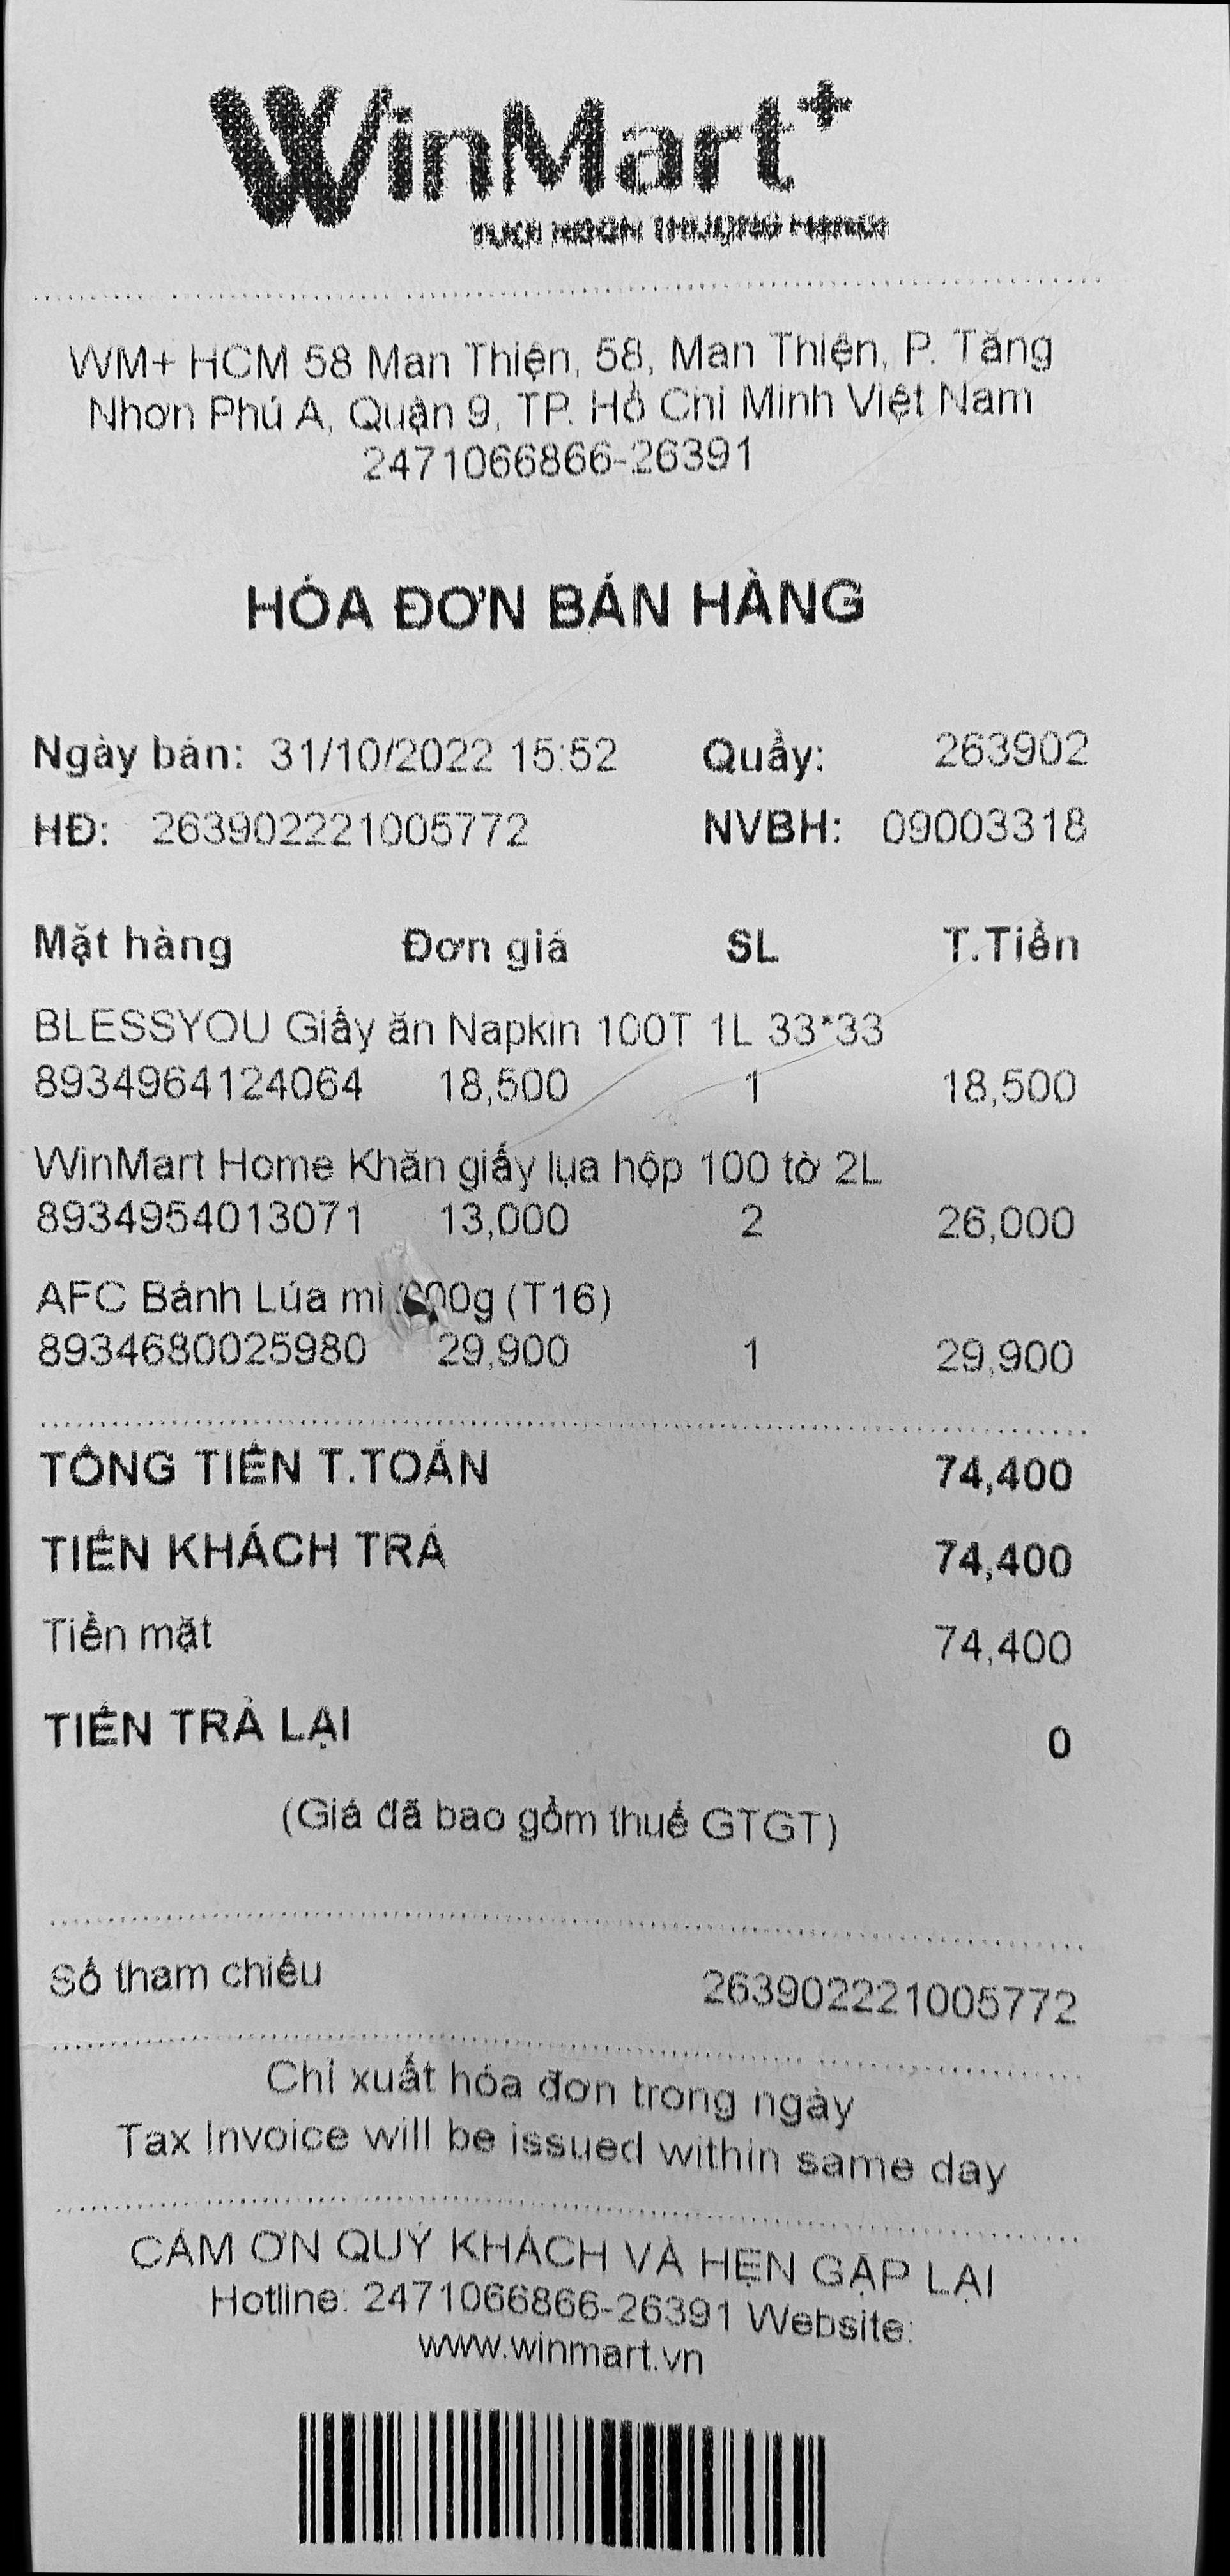 WinMart+
WM+ HCM 58 Man Thiện, 58, Man Thiện, P. Tăng
Nhơn Phú A, Quận 9, TP. Hồ Chí Minh Việt Nam
2471066866-26391
HÓA ĐƠN BÁN HÀNG
Ngày bán: 31/10/2022 15:52 Quầy: 263902
HĐ: 263902221005772 NVBH: 09003318
Mặt hàng Đơn giá SL T.Tiền
BLESSYOU Giấy ăn Napkin 100T 1L 33*33
8934964124064 18,500 1 18,500
WinMart Home Khăn giấy lụa hộp 100 tờ 2L
8934954013071 13,000 2 26,000
AFC Bánh Lúa mì (T16)
8934680025980 29,900 1 29,900
TỔNG TIỀN T.TOÁN 74,400
TIỀN KHÁCH TRẢ 74,400
Tiền mặt 74,400
TIỀN TRẢ LẠI 0
(Giá đã bao gồm thuế GTGT)
Số tham chiếu 263902221005772
Chỉ xuất hóa đơn trong ngày
Tax Invoice will be issued within same day
CẢM ƠN QUÝ KHÁCH VÀ HẸN GẶP LẠI
Hotline: 2471066866-26391 Website:
www.winmart.vn